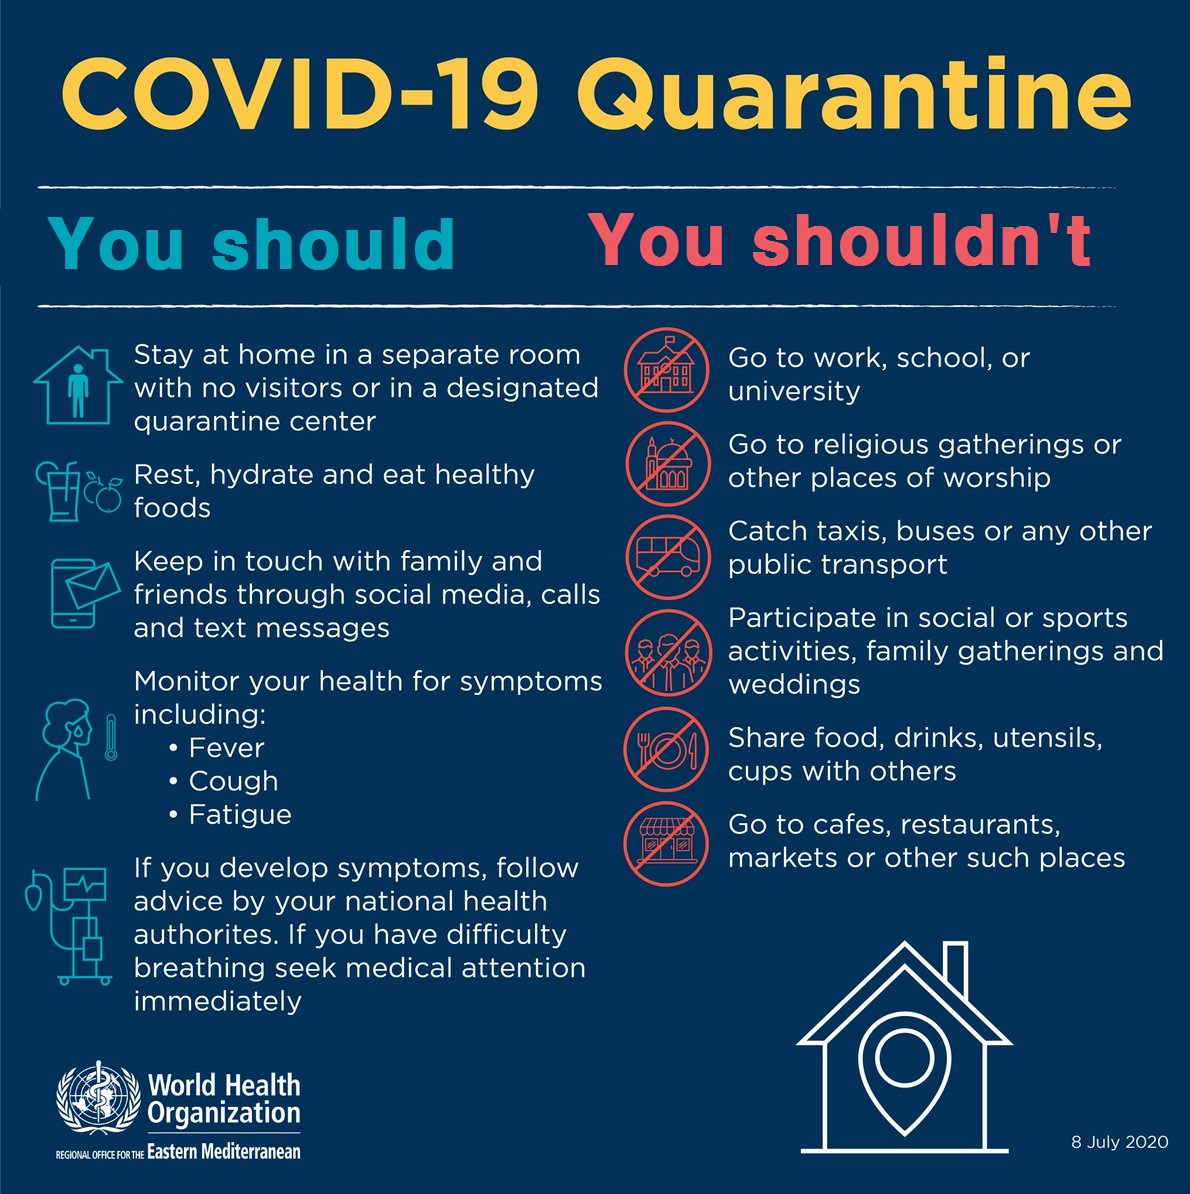 COVID-19 Quarantine
You should
Stay at home in a separate room
with no visitors or in a designated
quarantine center
Rest, hydrate and eat healthy
foods
Keep in touch with family and
friends through social media, calls
and text messages
Monitor your health for symptoms
including:
• Fever
• Cough
• Fatigue
If you develop symptoms, follow
advice by your national health
authorites. If you have difficulty
breathing seek medical attention
immediately
You shouldn't
Go to work, school, or
university
Go to religious gatherings or
other places of worship
Catch taxis, buses or any other
public transport
Participate in social or sports
activities, family gatherings and
weddings
Share food, drinks, utensils,
cups with others
Go to cafes, restaurants,
markets or other such places
World Health
Organization
REGIONAL OFFICE FOR THE Eastern Mediterranean
8 July 2020